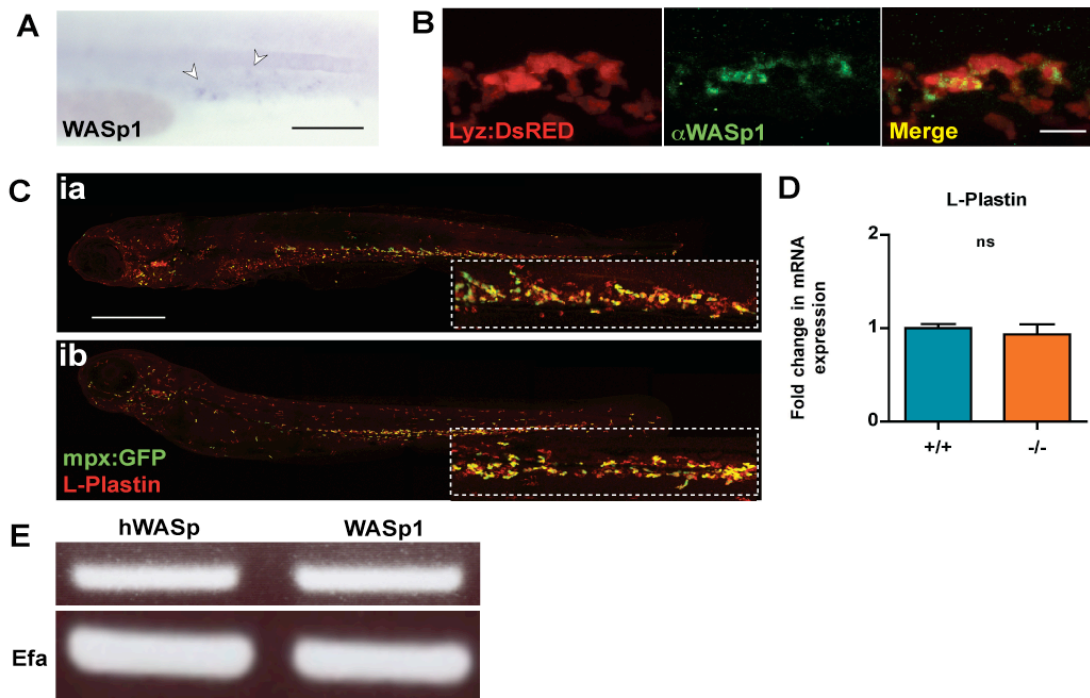 A
WASp1
B
Lyz:DsRED
αWASp1
Merge
C
ia
ib
mpx:GFP
L-Plastin
D
L-Plastin
ns
Fold change in mRNA
expression
2
1
0
+/+
-/-
E
hWASp
WASp1
Efa